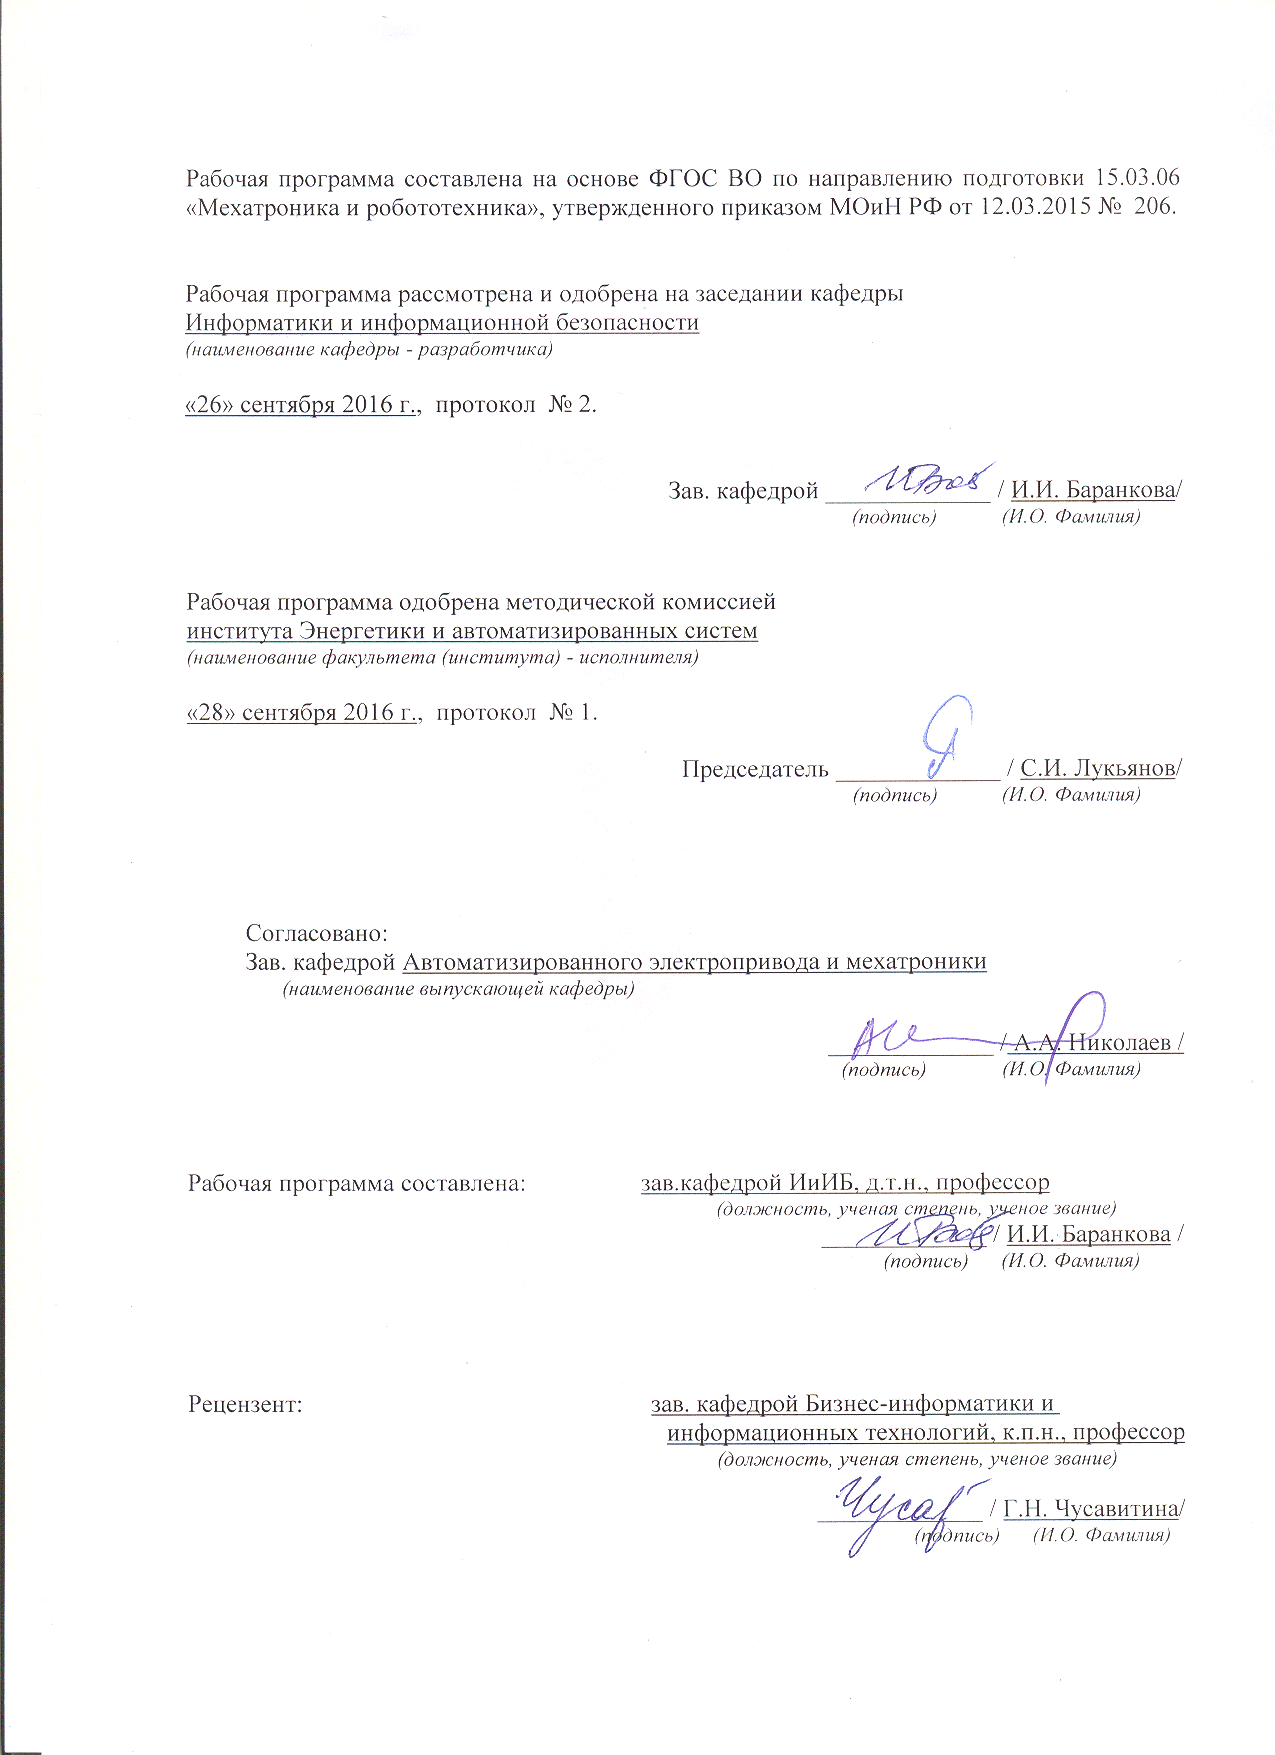 Рабочая программа составлена на основе ФГОС ВО по направлению подготовки 15.03.06
«Мехатроника и робототехника», утвержденного приказом МОиН РФ от 12.03.2015 № 206.
Рабочая программа рассмотрена и одобрена на заседании кафедры
Информатики и информационной безопасности
(наименование кафедры - разработчика)
«26» сентября 2016 г., протокол № 2.
Зав. кафедрой _____________ / И.И. Баранкова/
(подпись) (И.О. Фамилия)
Рабочая программа одобрена методической комиссией
института Энергетики и автоматизированных систем
(наименование факультета (института) - исполнителя)
«28» сентября 2016 г., протокол № 1.
Председатель _____________ / С.И. Лукьянов/
(подпись) (И.О. Фамилия)
Согласовано:
Зав. кафедрой Автоматизированного электропривода и мехатроники
(наименование выпускающей кафедры)
_____________ / А.А. Николаев /
(подпись) (И.О. Фамилия)
Рабочая программа составлена: зав.кафедрой ИиИБ, д.т.н., профессор
(должность, ученая степень, ученое звание)
_____________ / И.И. Баранкова /
(подпись) (И.О. Фамилия)
Рецензент: зав. кафедрой Бизнес-информатики и
информационных технологий, к.п.н., профессор
(должность, ученая степень, ученое звание)
_____________ / Г.Н. Чусавитина/
(подпись) (И.О. Фамилия)